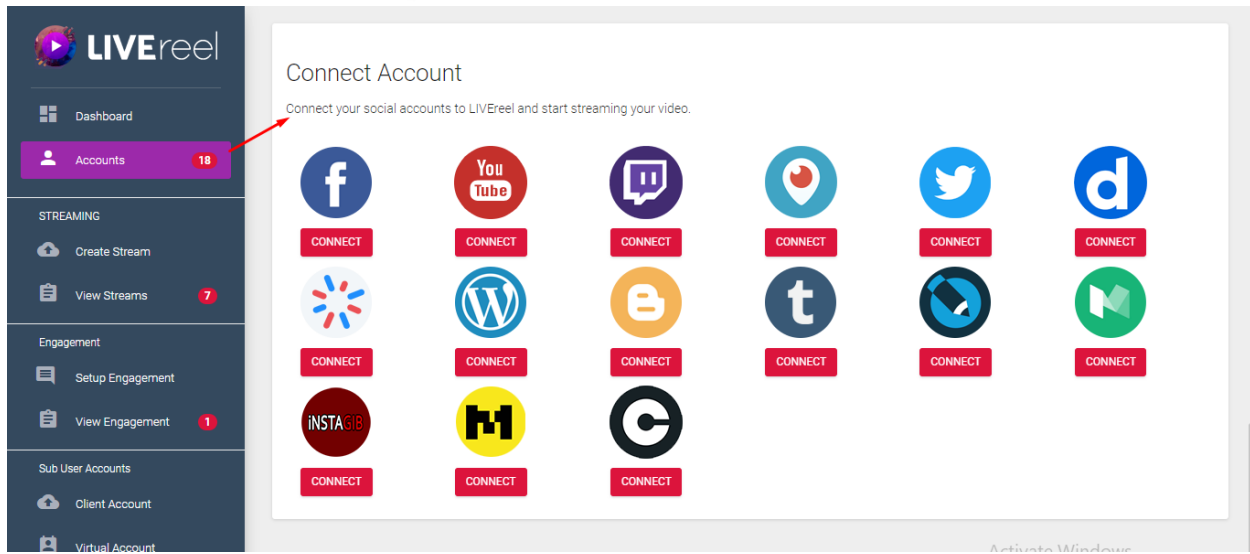 LIVEreel
Dashboard
Accounts 18
STREAMING
Create Stream
View Streams 7
Engagement
Setup Engagement
View Engagement 1
Sub User Accounts
Client Account
Virtual Account
Connect Account
Connect your social accounts to LIVEreel and start streaming your video.
f You Tube d
CONNECT CONNECT CONNECT CONNECT CONNECT CONNECT
W B t M
CONNECT CONNECT CONNECT CONNECT CONNECT CONNECT
iNSTAGIB M C
CONNECT CONNECT CONNECT
Activate Windows